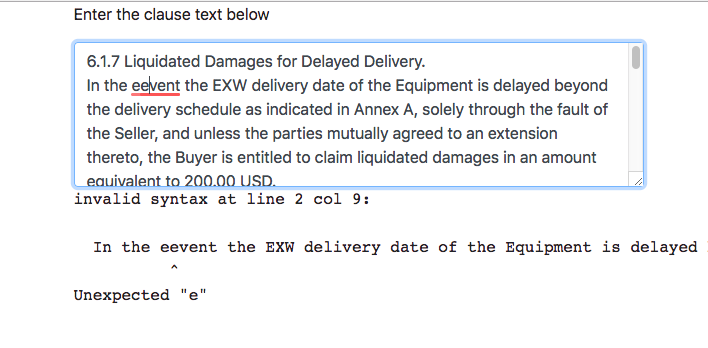 Enter the clause text below
6.1.7 Liquidated Damages for Delayed Delivery.
In the eevent the EXW delivery date of the Equipment is delayed beyond
the delivery schedule as indicated in Annex A, solely through the fault of
the Seller, and unless the parties mutually agreed to an extension
thereto, the Buyer is entitled to claim liquidated damages in an amount
equivalent to 200.00 USD.
invalid syntax at line 2 col 9:
In the eevent the EXW delivery date of the Equipment is delayed
^
Unexpected "e"